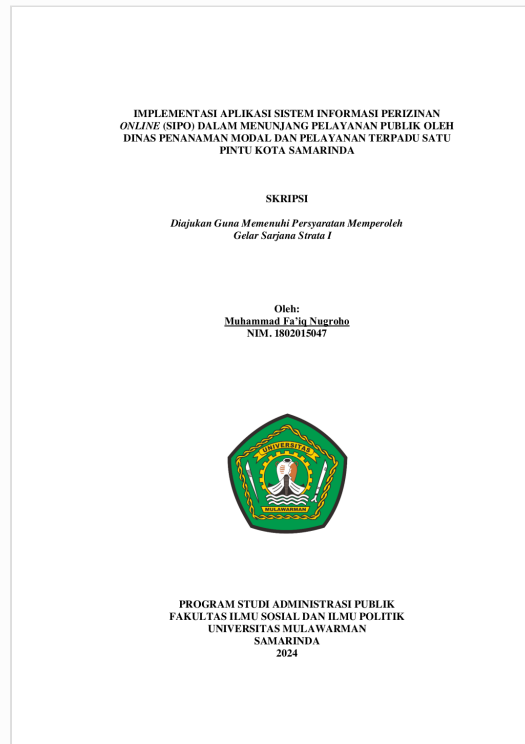 IMPLEMENTASI APLIKASI SISTEM INFORMASI PERIZINAN
ONLINE (SIPO) DALAM MENUNJANG PELAYANAN PUBLIK OLEH
DINAS PENANAMAN MODAL DAN PELAYANAN TERPADU SATU
PINTU KOTA SAMARINDA
SKRIPSI
Diajukan Guna Memenuhi Persyaratan Memperoleh
Gelar Sarjana Strata I
Oleh:
Muhammad Fa’iq Nugroho
NIM. 1802015047
UNIVERSITAS
MULAWARMAN
PROGRAM STUDI ADMINISTRASI PUBLIK
FAKULTAS ILMU SOSIAL DAN ILMU POLITIK
UNIVERSITAS MULAWARMAN
SAMARINDA
2024